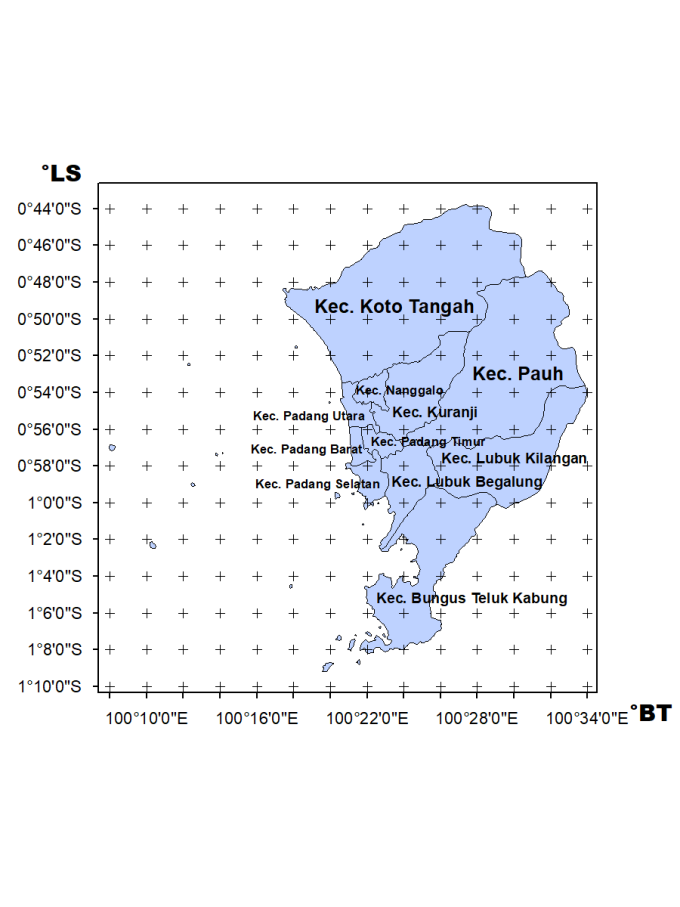 °LS
0°44'0"S
0°46'0"S
0°48'0"S
Kec. Koto Tangah
0°50'0"S
0°52'0"S
Kec. Pauh
0°54'0"S
Kec. Nanggalo
Kec. Kuranji
Kec. Padang Utara
0°56'0"S
Kec. Padang Timur
Kec. Padang Barat
Kec. Lubuk Kilangan
0°58'0"S
Kec. Lubuk Begalung
Kec. Padang Selatan
1°00'0"S
1°2'0"S
1°4'0"S
Kec. Bungus Teluk Kabung
1°6'0"S
1°8'0"S
1°10'0"S
100°10'0"E 100°16'0"E 100°22'0"E 100°28'0"E 100°34'0"E °BT